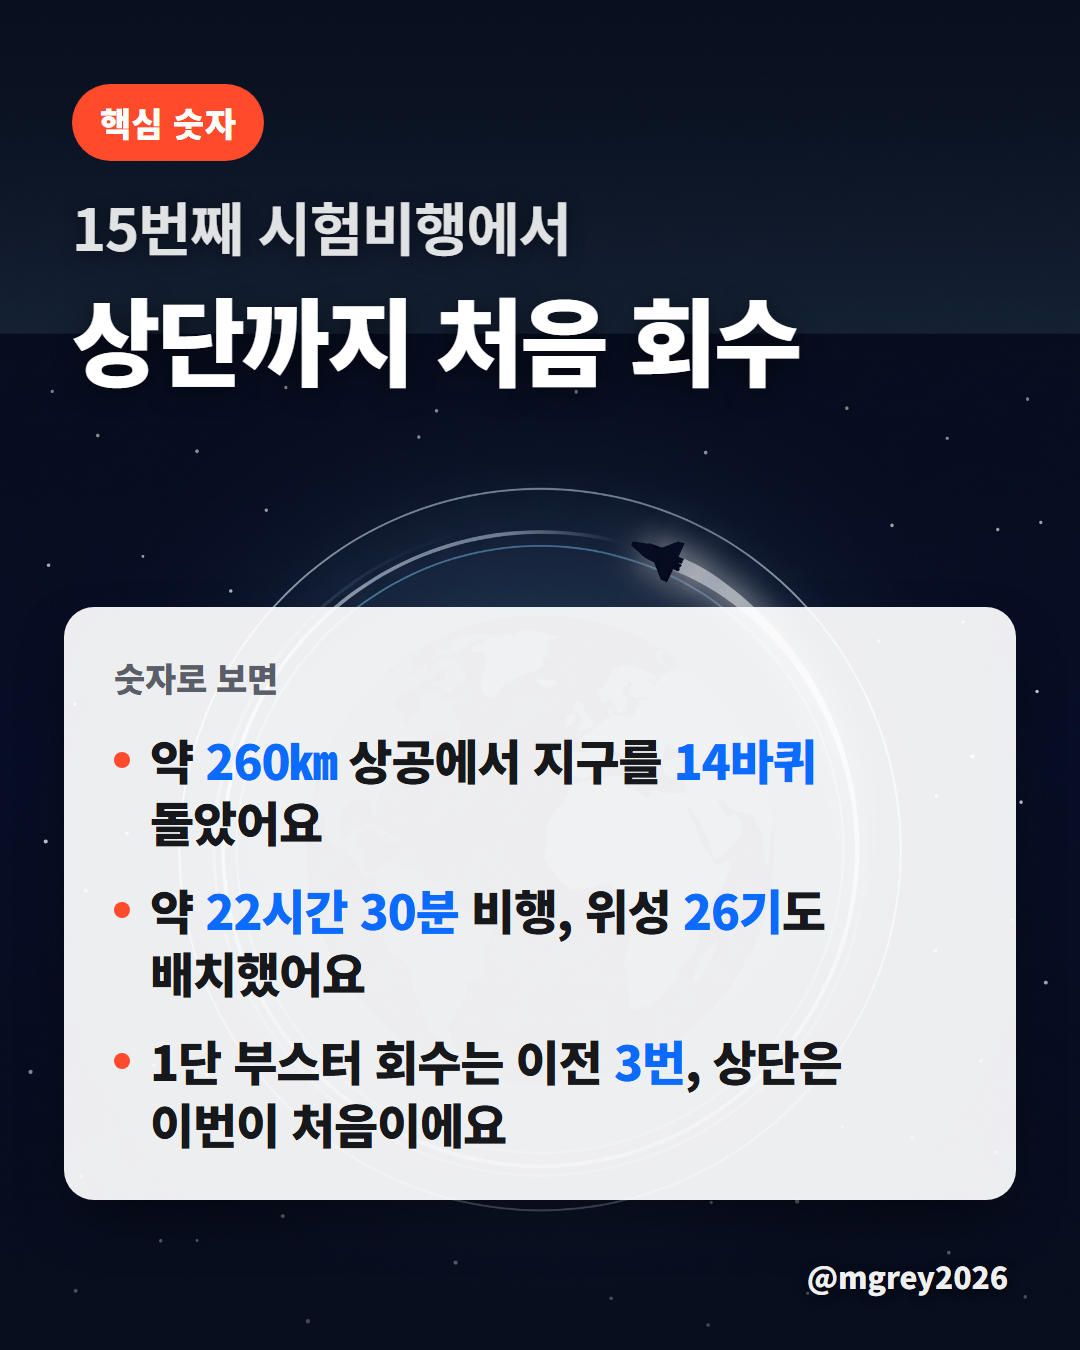 핵심 숫자
15번째 시험비행에서
상단까지 처음 회수
숫자로 보면
약 260㎞ 상공에서 지구를 14바퀴
돌았어요
약 22시간 30분 비행, 위성 26기도
배치했어요
1단 부스터 회수는 이전 3번, 상단은
이번이 처음이에요
@mgrey2026